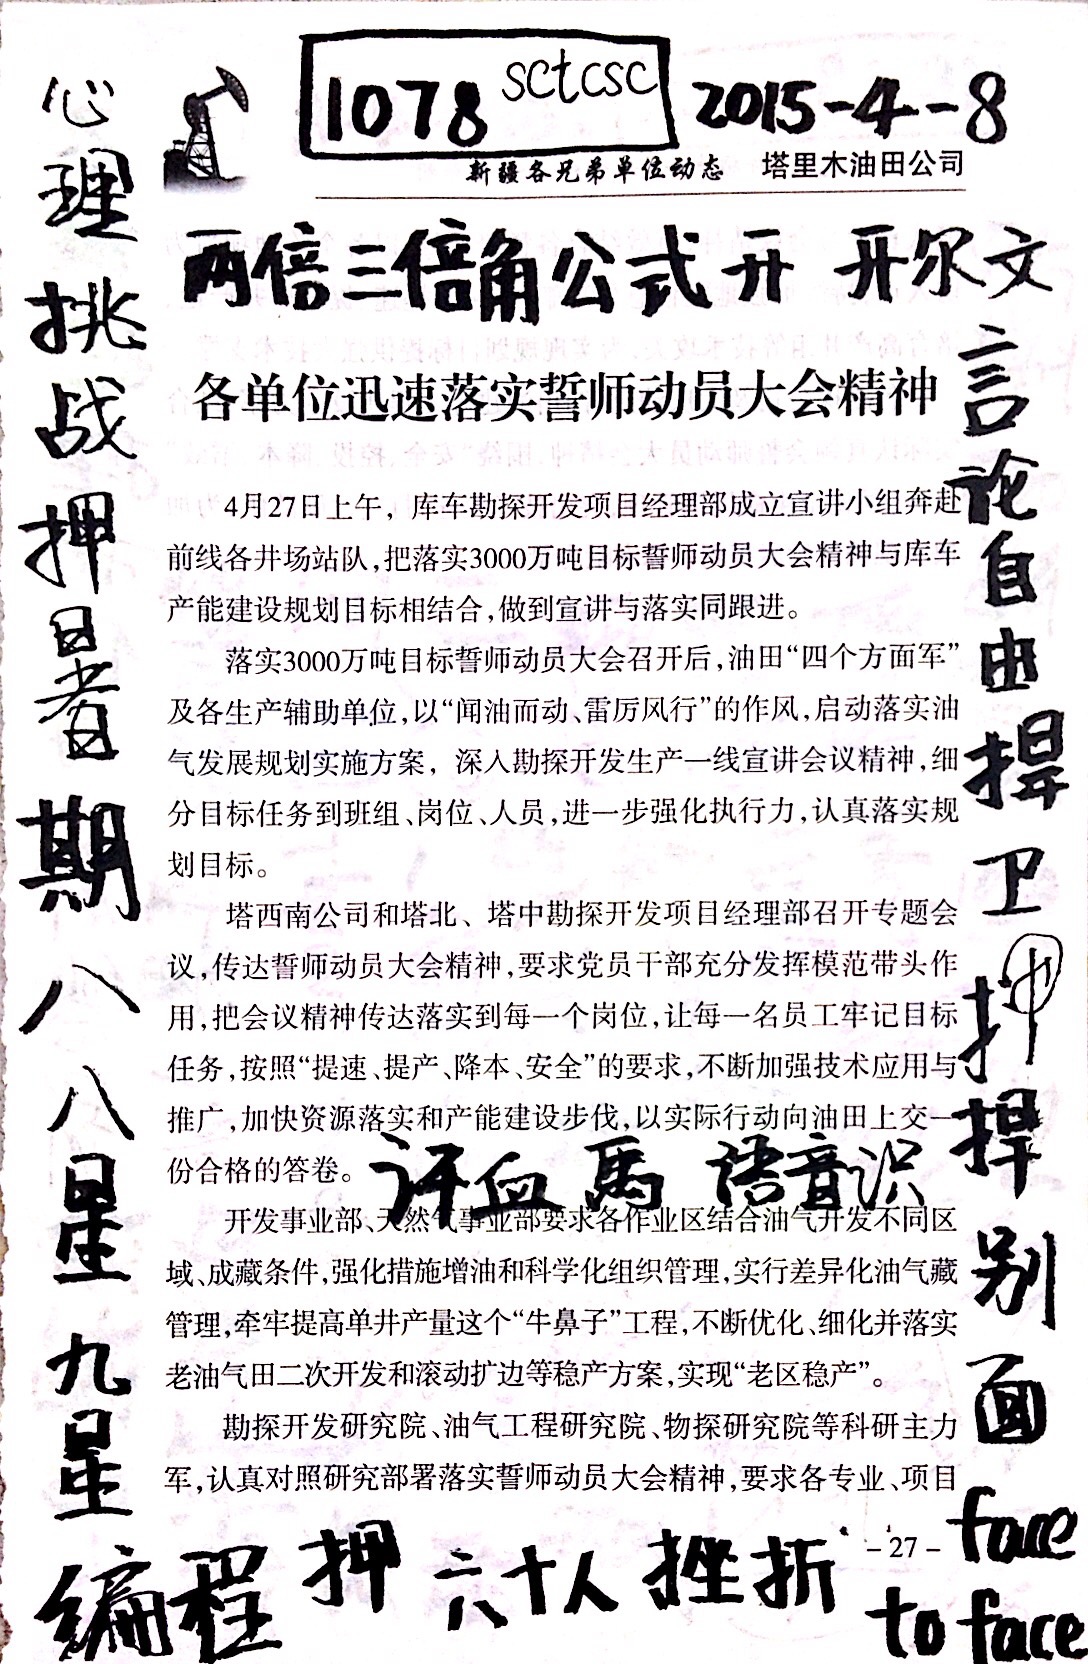 1078 sctcsc 2015-4-8
新疆各兄弟单位动态 塔里木油田公司
两倍三倍角公式开 开尔文
各单位迅速落实誓师动员大会精神
4月27日上午，库车勘探开发项目经理部成立宣讲小组奔赴
前线各井场站队，把落实3000万吨目标誓师动员大会精神与库车
产能建设规划目标相结合，做到宣讲与落实同跟进。
落实3000万吨目标誓师动员大会召开后，油田“四个方面军”
及各生产辅助单位，以“闻油而动、雷厉风行”的作风，启动落实油
气发展规划实施方案，深入勘探开发生产一线宣讲会议精神，细
分目标任务到班组、岗位、人员，进一步强化执行力，认真落实规
划目标。
塔西南公司和塔北、塔中勘探开发项目经理部召开专题会
议，传达誓师动员大会精神，要求党员干部充分发挥模范带头作
用，把会议精神传达落实到每一个岗位，让每一名员工牢记目标
任务，按照“提速、提产、降本、安全”的要求，不断加强技术应用与
推广，加快资源落实和产能建设步伐，以实际行动向油田上交一
份合格的答卷。
汗血馬 语音识
开发事业部、天然气事业部要求各作业区结合油气开发不同区
域、成藏条件，强化措施增油和科学化组织管理，实行差异化油气藏
管理，牵牢提高单井产量这个“牛鼻子”工程，不断优化、细化并落实
老油气田二次开发和滚动扩边等稳产方案，实现“老区稳产”。
勘探开发研究院、油气工程研究院、物探研究院等科研主力
军，认真对照研究部署落实誓师动员大会精神，要求各专业、项目
-27-
心理挑战押暑期八八星九星
言论自由捍卫押捍别面
face
to face
编程押六十人挫折